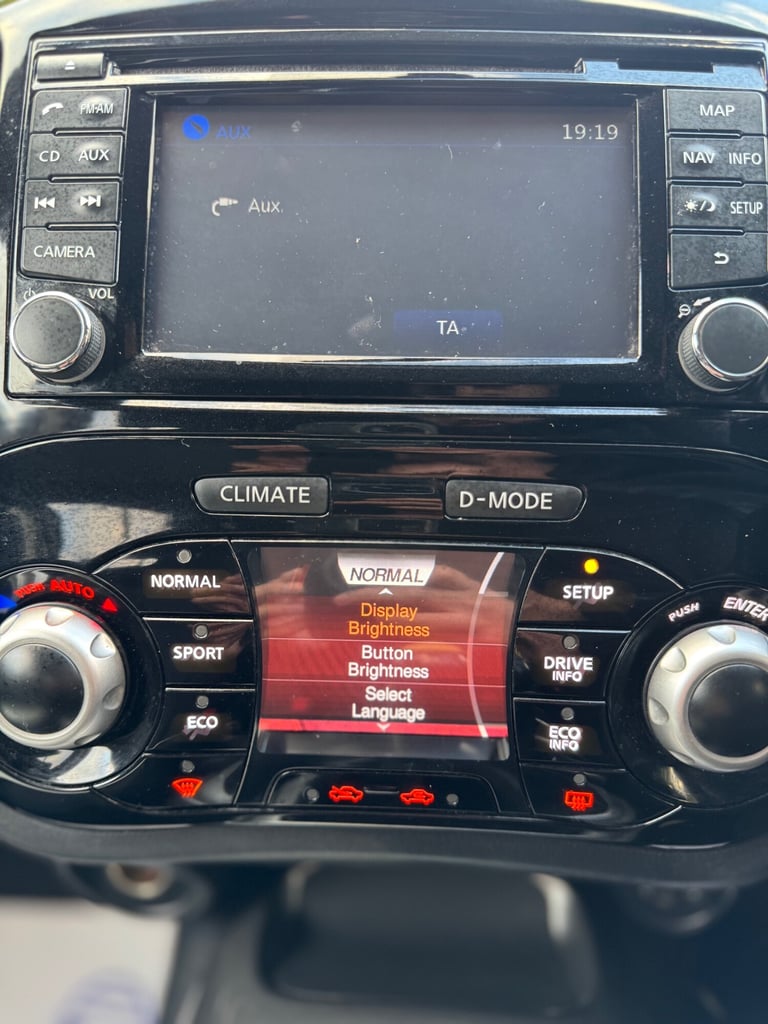 FM-AM
MAP
AUX
19:19
CD AUX
NAV INFO
Aux.
SETUP
CAMERA
VOL
TA
CLIMATE
D-MODE
NORMAL
NORMAL
SETUP
PUSH AUTO
PUSH ENTER
Display
Brightness
SPORT
Button
Brightness
DRIVE
INFO
Select
Language
ECO
ECO
INFO